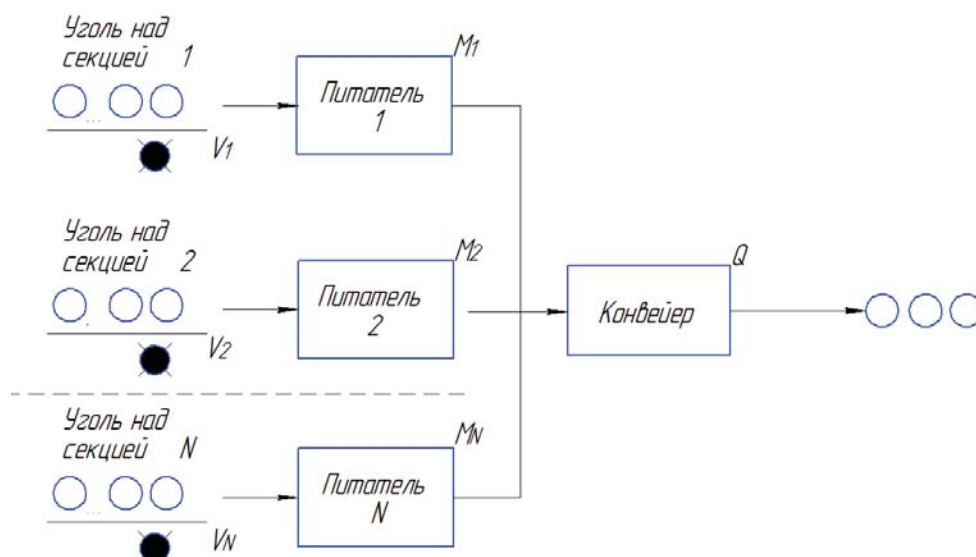 Уголь над
секцией 1
M1
Питатель
1
...
V1
Уголь над
секцией 2
M2
Питатель
2
.
V2
Q
Конвейер
Уголь над
секцией N
MN
Питатель
N
...
VN